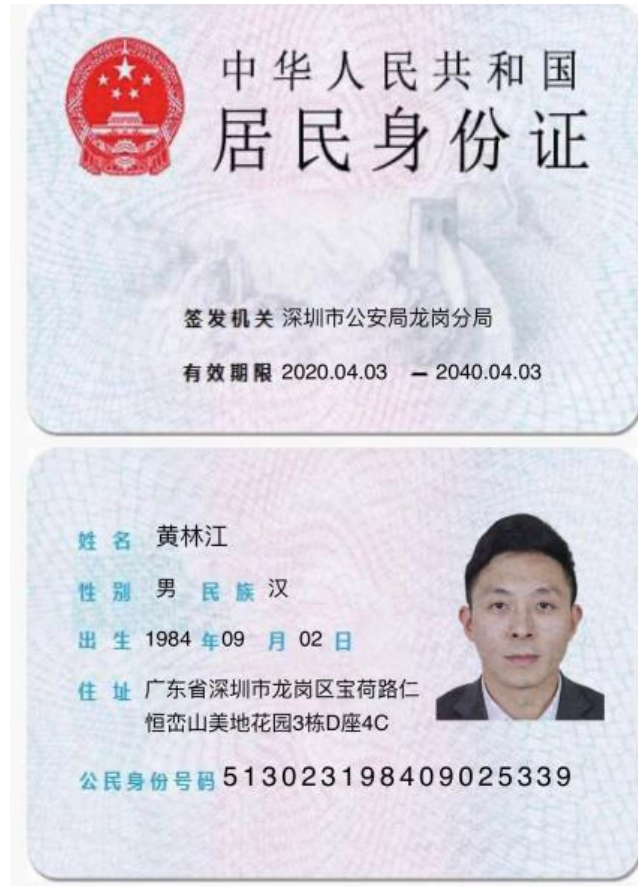 中华人民共和国
居民身份证
签发机关 深圳市公安局龙岗分局
有效期限 2020.04.03 － 2040.04.03
姓名 黄林江
性别 男 民族 汉
出生 1984 年 09 月 02 日
住址 广东省深圳市龙岗区宝荷路仁
恒峦山美地花园3栋D座4C
公民身份号码 513023198409025339